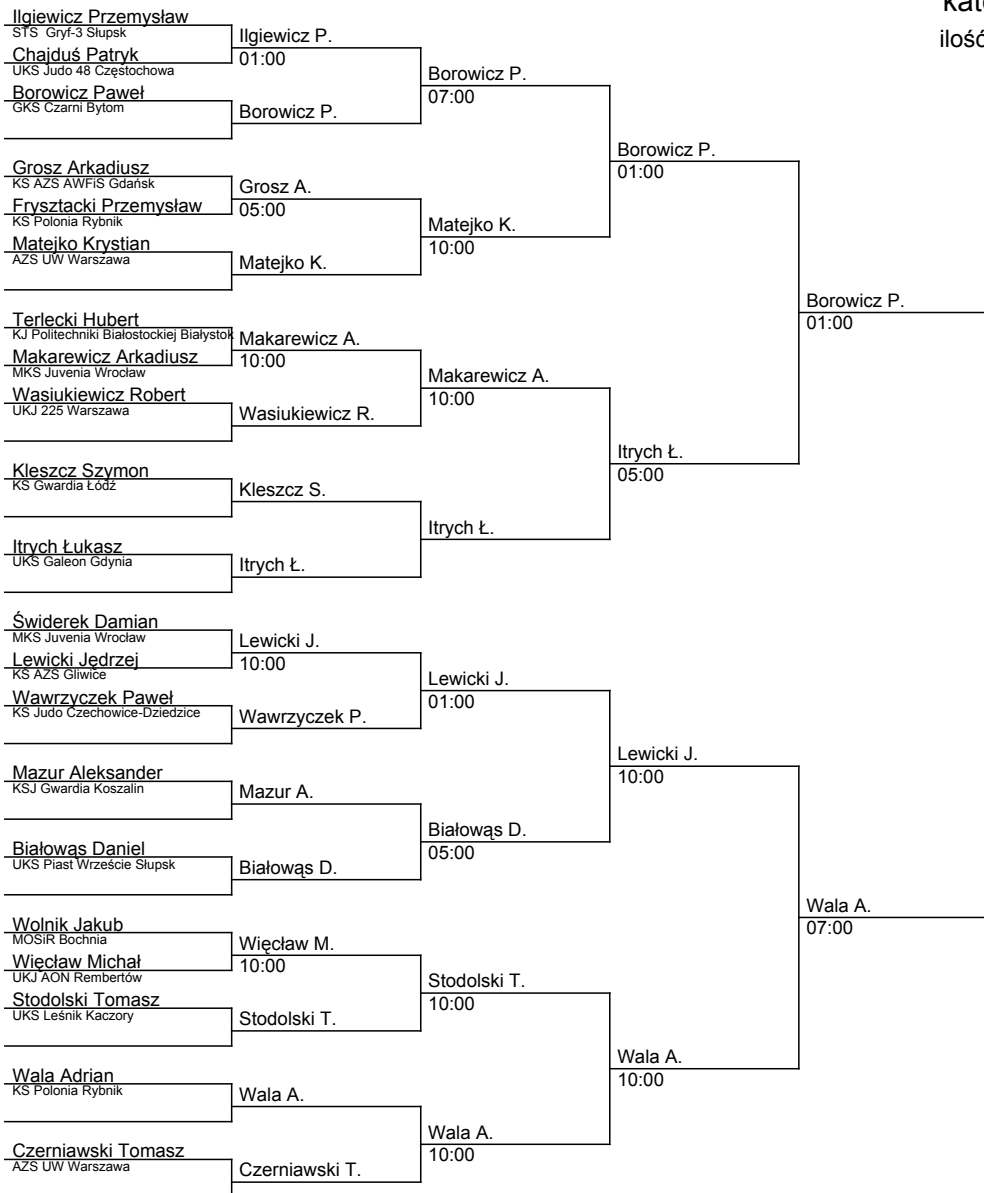 kat
ilość
Ilgiewicz Przemysław
STS Gryf-3 Słupsk
Chajduś Patryk
UKS Judo 48 Częstochowa
Borowicz Paweł
GKS Czarni Bytom
Grosz Arkadiusz
KS AZS AWFiS Gdańsk
Frysztacki Przemysław
KS Polonia Rybnik
Matejko Krystian
AZS UW Warszawa
Terlecki Hubert
KJ Politechniki Białostockiej Białystok
Makarewicz Arkadiusz
MKS Juvenia Wrocław
Wasiukiewicz Robert
UKJ 225 Warszawa
Kleszcz Szymon
KS Gwardia Łódź
Itrych Łukasz
UKS Galeon Gdynia
Świderek Damian
MKS Juvenia Wrocław
Lewicki Jędrzej
KS AZS Gliwice
Wawrzyczek Paweł
KS Judo Czechowice-Dziedzice
Mazur Aleksander
KSJ Gwardia Koszalin
Białowąs Daniel
UKS Piast Wrzeście Słupsk
Wolnik Jakub
MOSiR Bochnia
Więcław Michał
UKJ AON Rembertów
Stodolski Tomasz
UKS Leśnik Kaczory
Wala Adrian
KS Polonia Rybnik
Czerniawski Tomasz
AZS UW Warszawa
Ilgiewicz P.
01:00
Borowicz P.
Grosz A.
05:00
Matejko K.
Makarewicz A.
10:00
Wasiukiewicz R.
Kleszcz S.
Itrych Ł.
Lewicki J.
10:00
Wawrzyczek P.
Mazur A.
Białowąs D.
Więcław M.
10:00
Stodolski T.
Wala A.
Czerniawski T.
Borowicz P.
07:00
Matejko K.
10:00
Makarewicz A.
10:00
Itrych Ł.
Lewicki J.
01:00
Białowąs D.
05:00
Stodolski T.
10:00
Wala A.
10:00
Borowicz P.
01:00
Itrych Ł.
05:00
Lewicki J.
10:00
Wala A.
10:00
Borowicz P.
01:00
Wala A.
07:00